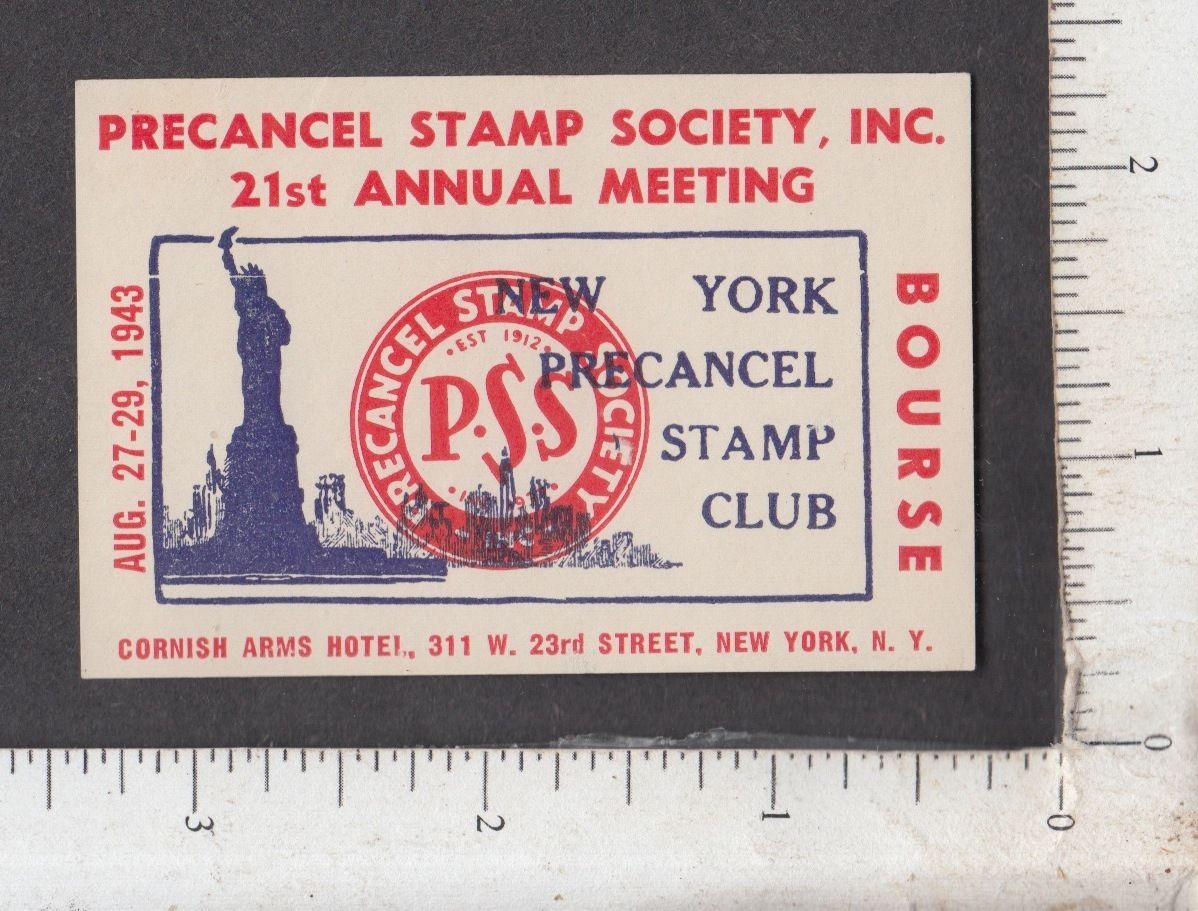 PRECANCEL STAMP SOCIETY, INC.
21st ANNUAL MEETING
AUG. 27-29, 1943
PRECANCEL STAMP SOCIETY
·EST 1912·
P·S·S
NEW YORK
PRECANCEL
STAMP
CLUB
BOURSE
CORNISH ARMS HOTEL, 311 W. 23rd STREET, NEW YORK, N. Y.
2
1
0
3
2
1
0